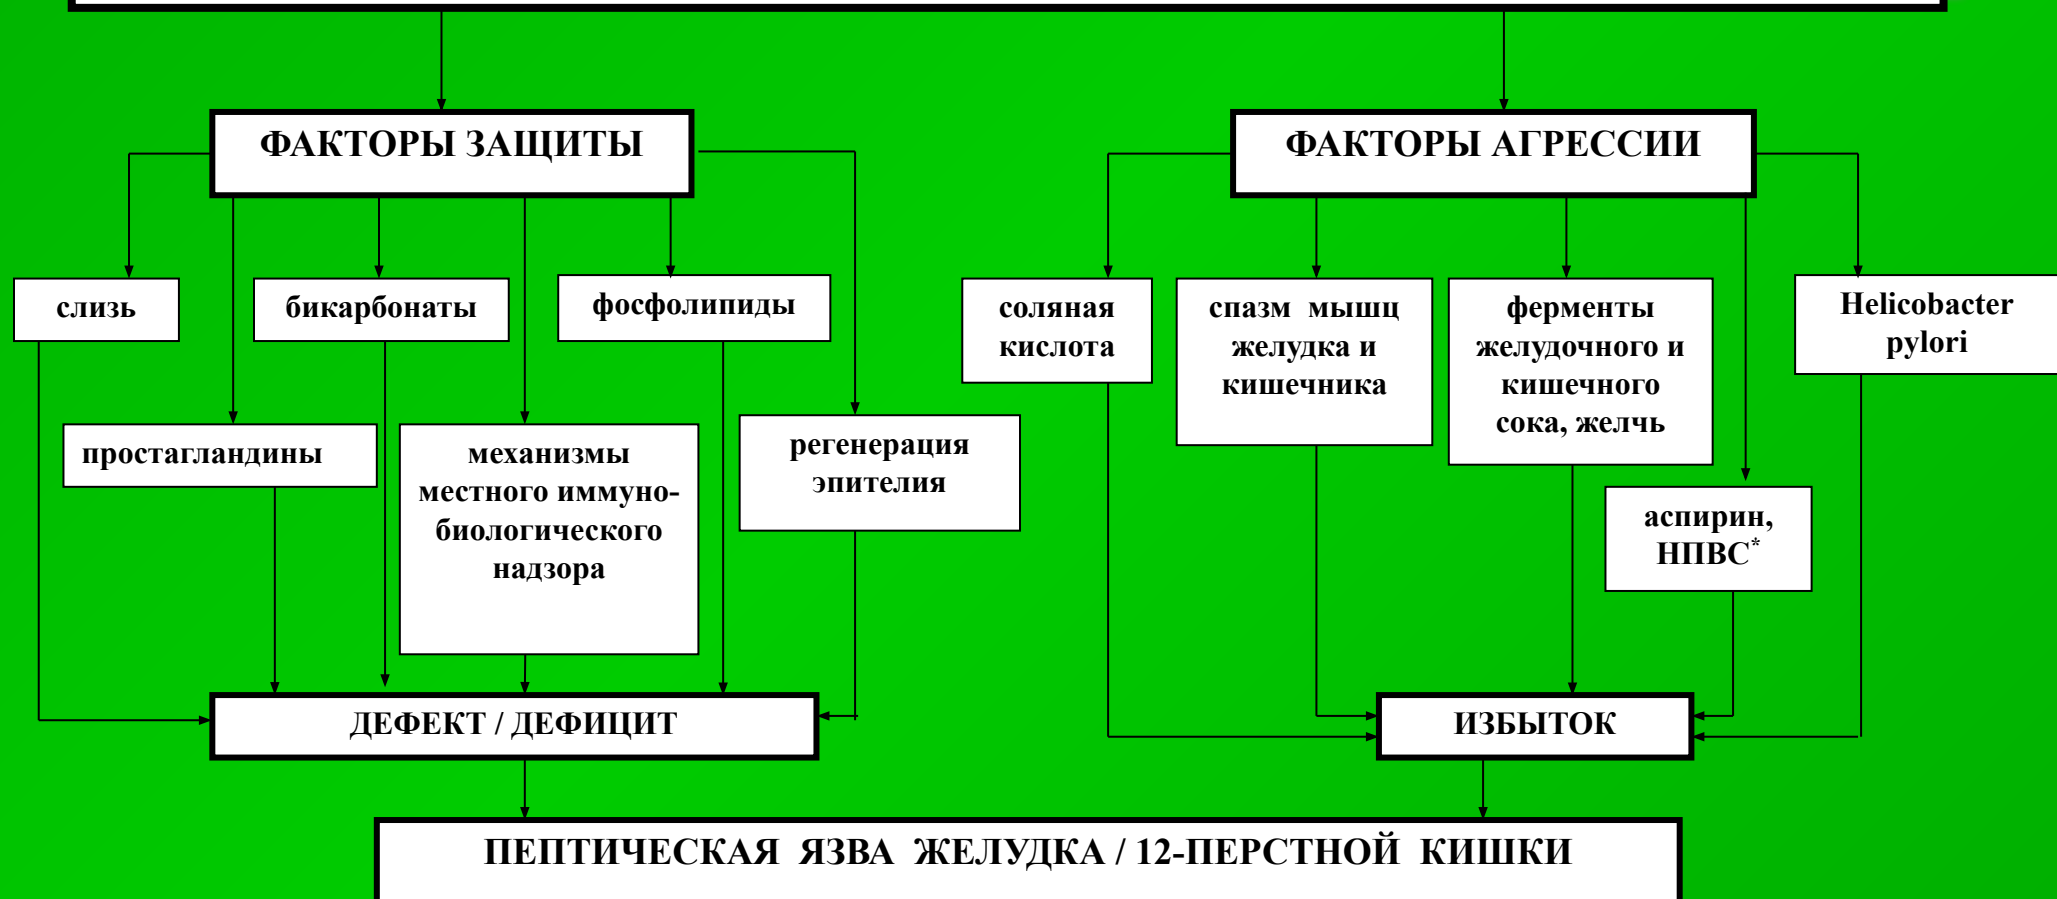 ФАКТОРЫ ЗАЩИТЫ
ФАКТОРЫ АГРЕССИИ
слизь
бикарбонаты
фосфолипиды
простагландины
механизмы
местного иммуно-
биологического
надзора
регенерация
эпителия
соляная
кислота
спазм мышц
желудка и
кишечника
ферменты
желудочного и
кишечного
сока, желчь
аспирин,
НПВС*
Helicobacter
pylori
ДЕФЕКТ / ДЕФИЦИТ
ИЗБЫТОК
ПЕПТИЧЕСКАЯ ЯЗВА ЖЕЛУДКА / 12-ПЕРСТНОЙ КИШКИ